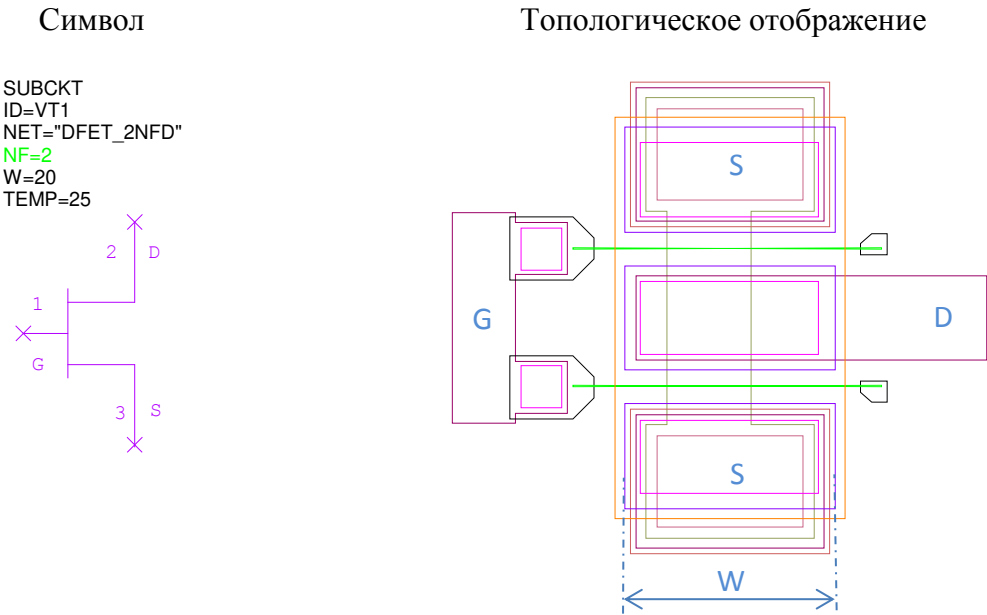 Символ
Топологическое отображение
SUBCKT
ID=VT1
NET="DFET_2NFD"
NF=2
W=20
TEMP=25
2 D
1
G
3 S
S
G
D
S
W